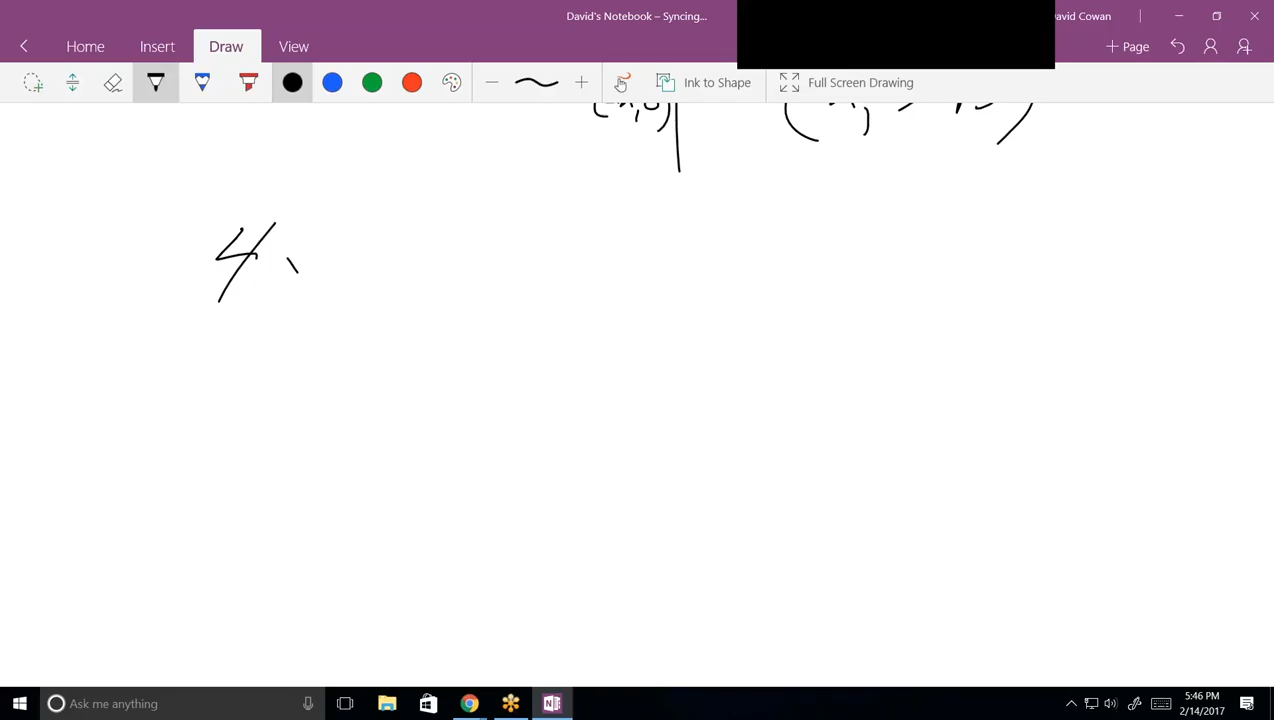 David's Notebook – Syncing...
avid Cowan
Home Insert Draw View
Page
Ink to Shape Full Screen Drawing
4
Ask me anything
5:46 PM
2/14/2017